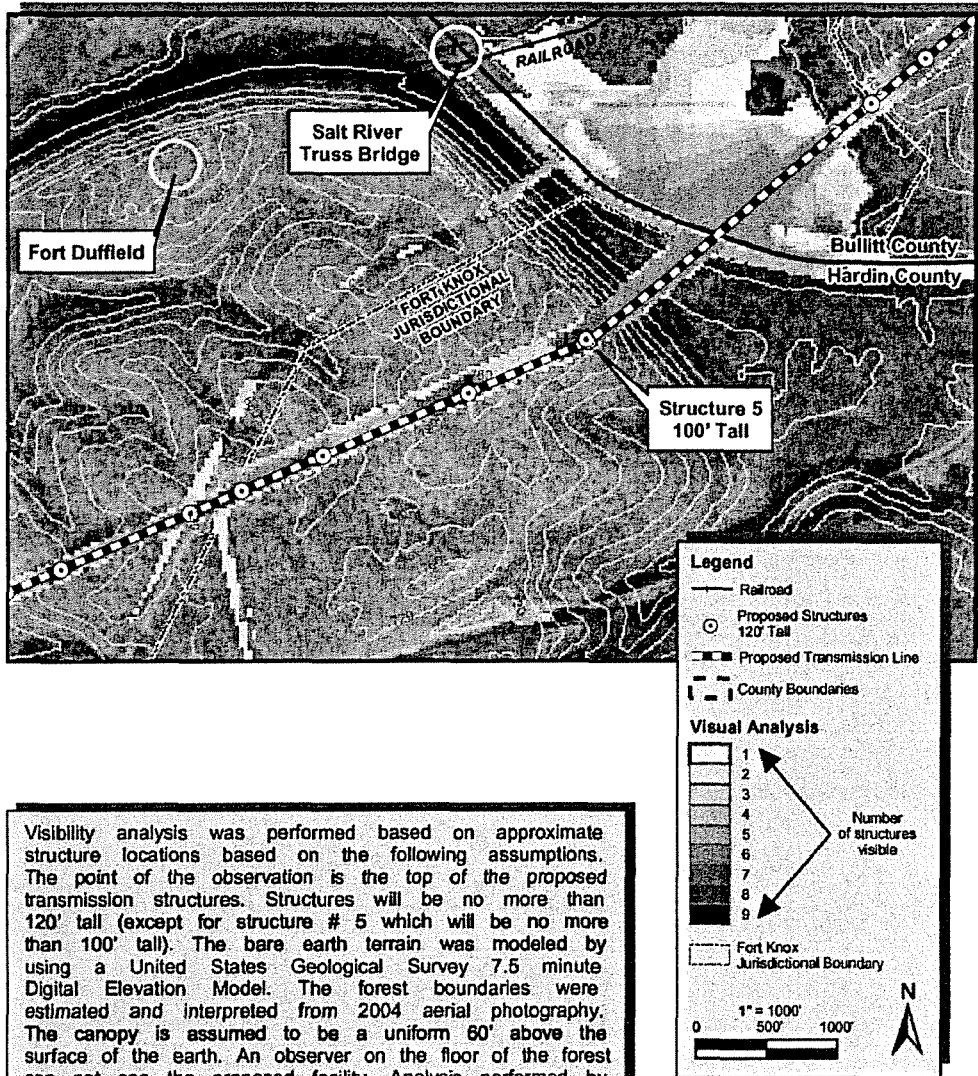 RAILROAD
Salt River
Truss Bridge
Fort Duffield
FORT KNOX
JURISDICTIONAL
BOUNDARY
Bullitt County
Hardin County
Structure 5
100' Tall
Legend
Railroad
Proposed Structures
120' Tall
Proposed Transmission Line
County Boundaries
Visual Analysis
1
2
3
4
5
6
7
8
9
Number
of structures
visible
Fort Knox
Jurisdictional Boundary
N
1" = 1000'
0 500' 1000'
Visibility analysis was performed based on approximate
structure locations based on the following assumptions.
The point of the observation is the top of the proposed
transmission structures. Structures will be no more than
120' tall (except for structure # 5 which will be no more
than 100' tall). The bare earth terrain was modeled by
using a United States Geological Survey 7.5 minute
Digital Elevation Model. The forest boundaries were
estimated and interpreted from 2004 aerial photography.
The canopy is assumed to be a uniform 60' above the
surface of the earth. An observer on the floor of the forest
can not see the proposed facility. Analysis performed by